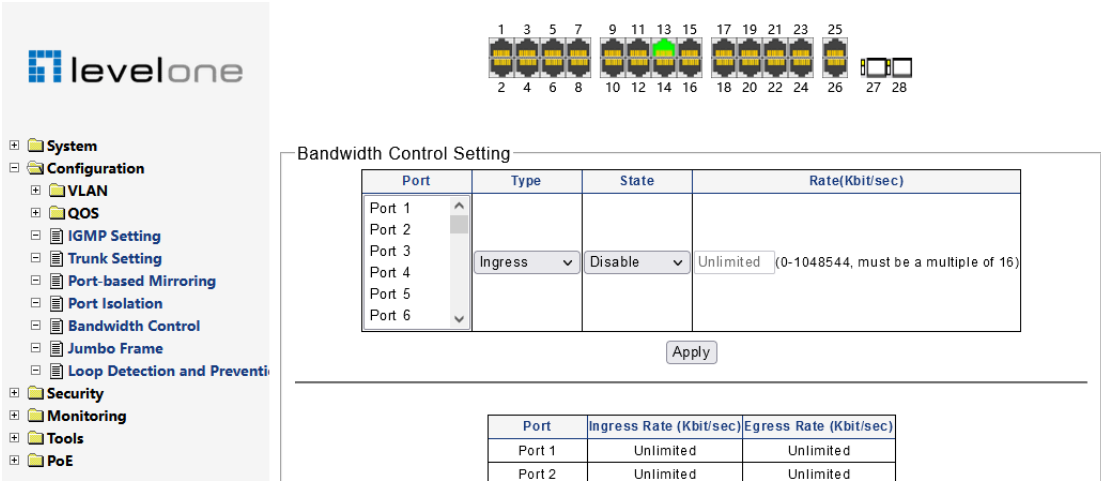 levelone
1 3 5 7 9 11 13 15 17 19 21 23 25
2 4 6 8 10 12 14 16 18 20 22 24 26 27 28
System
Configuration
VLAN
QOS
IGMP Setting
Trunk Setting
Port-based Mirroring
Port Isolation
Bandwidth Control
Jumbo Frame
Loop Detection and Preventi
Security
Monitoring
Tools
PoE
Bandwidth Control Setting
Port Type State Rate(Kbit/sec)
Port 1
Port 2
Port 3
Port 4
Port 5
Port 6
Ingress Disable Unlimited (0-1048544, must be a multiple of 16)
Apply
Port Ingress Rate (Kbit/sec) Egress Rate (Kbit/sec)
Port 1 Unlimited Unlimited
Port 2 Unlimited Unlimited